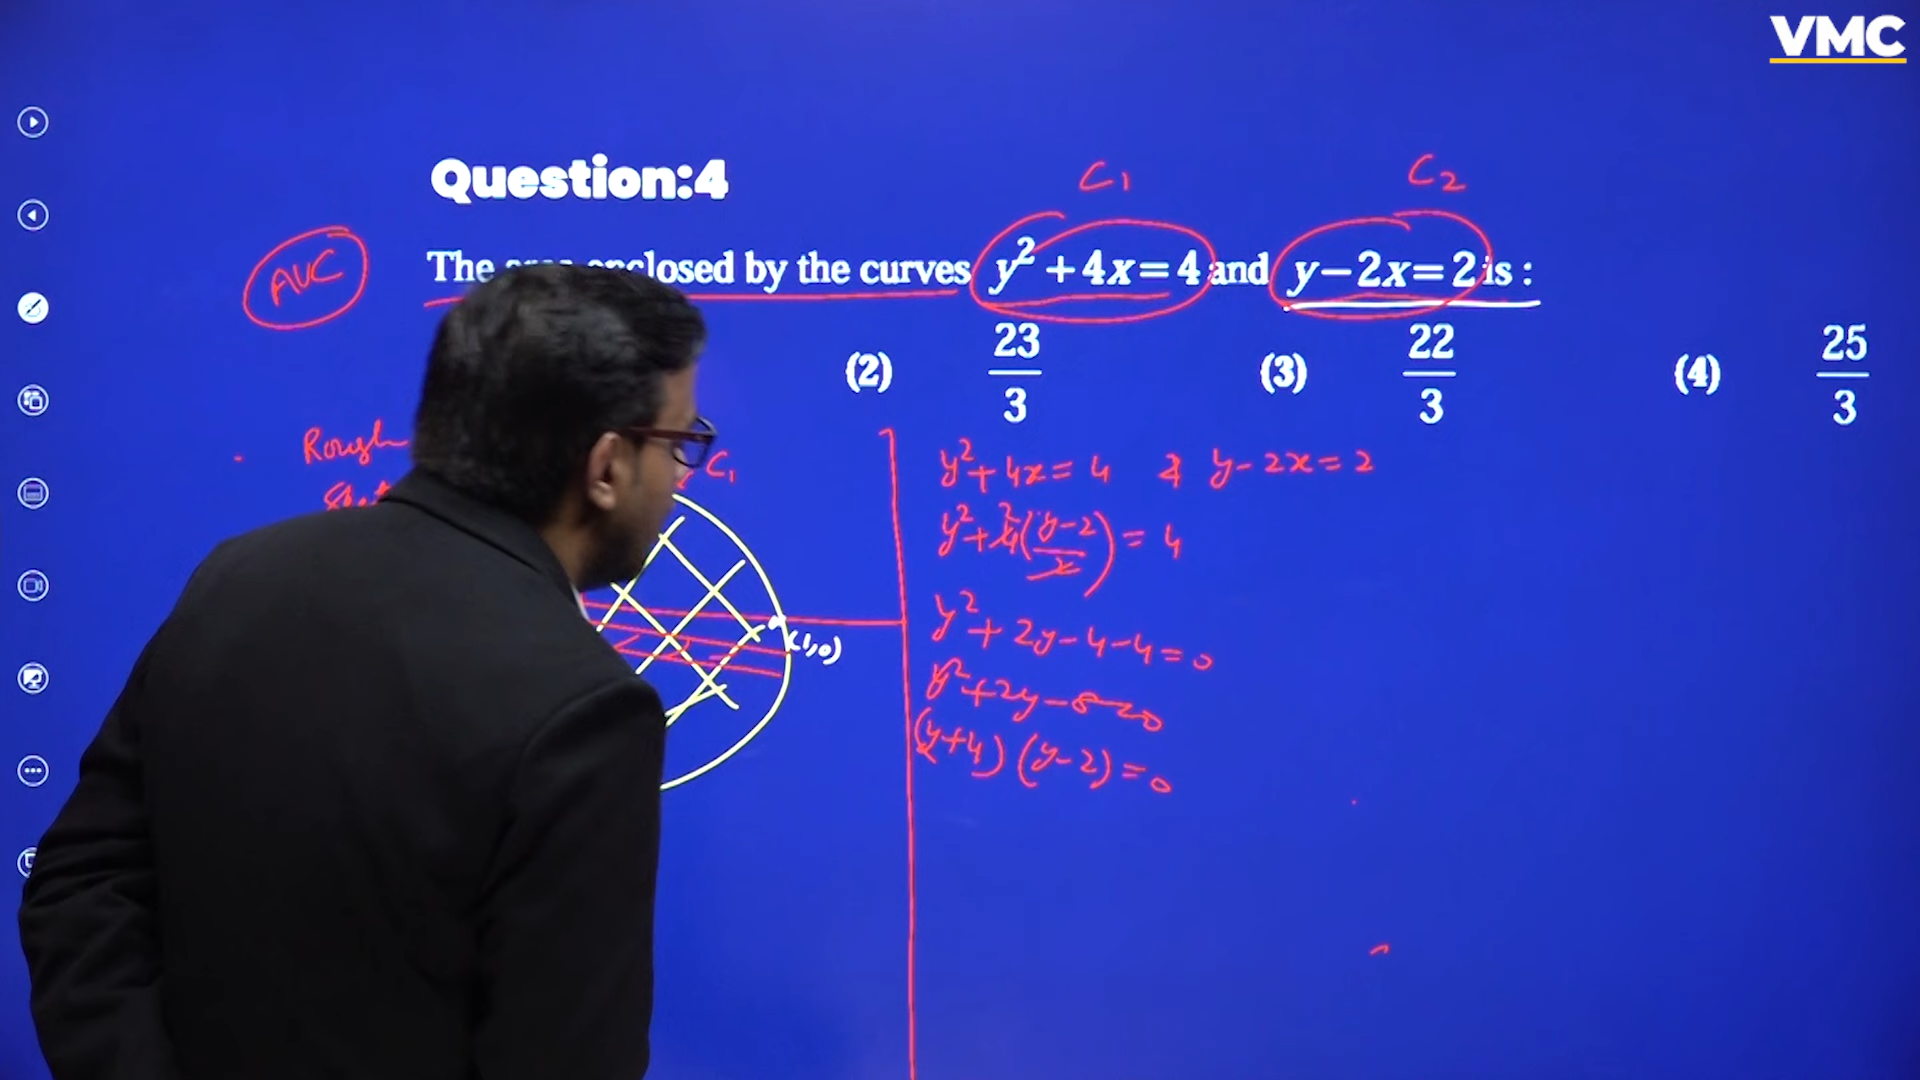 VMC
Question:4
C₁
C₂
AUC
The area enclosed by the curves y² + 4x = 4 and y − 2x = 2 is :
(2) 23/3 (3) 22/3 (4) 25/3
Rough
C₁
(1,0)
y² + 4x = 4 & y - 2x = 2
y² + 4²((y-2)/2) = 4
y² + 2y - 4 - 4 = 0
y² + 2y - 8 = 0
(y+4) (y-2) = 0